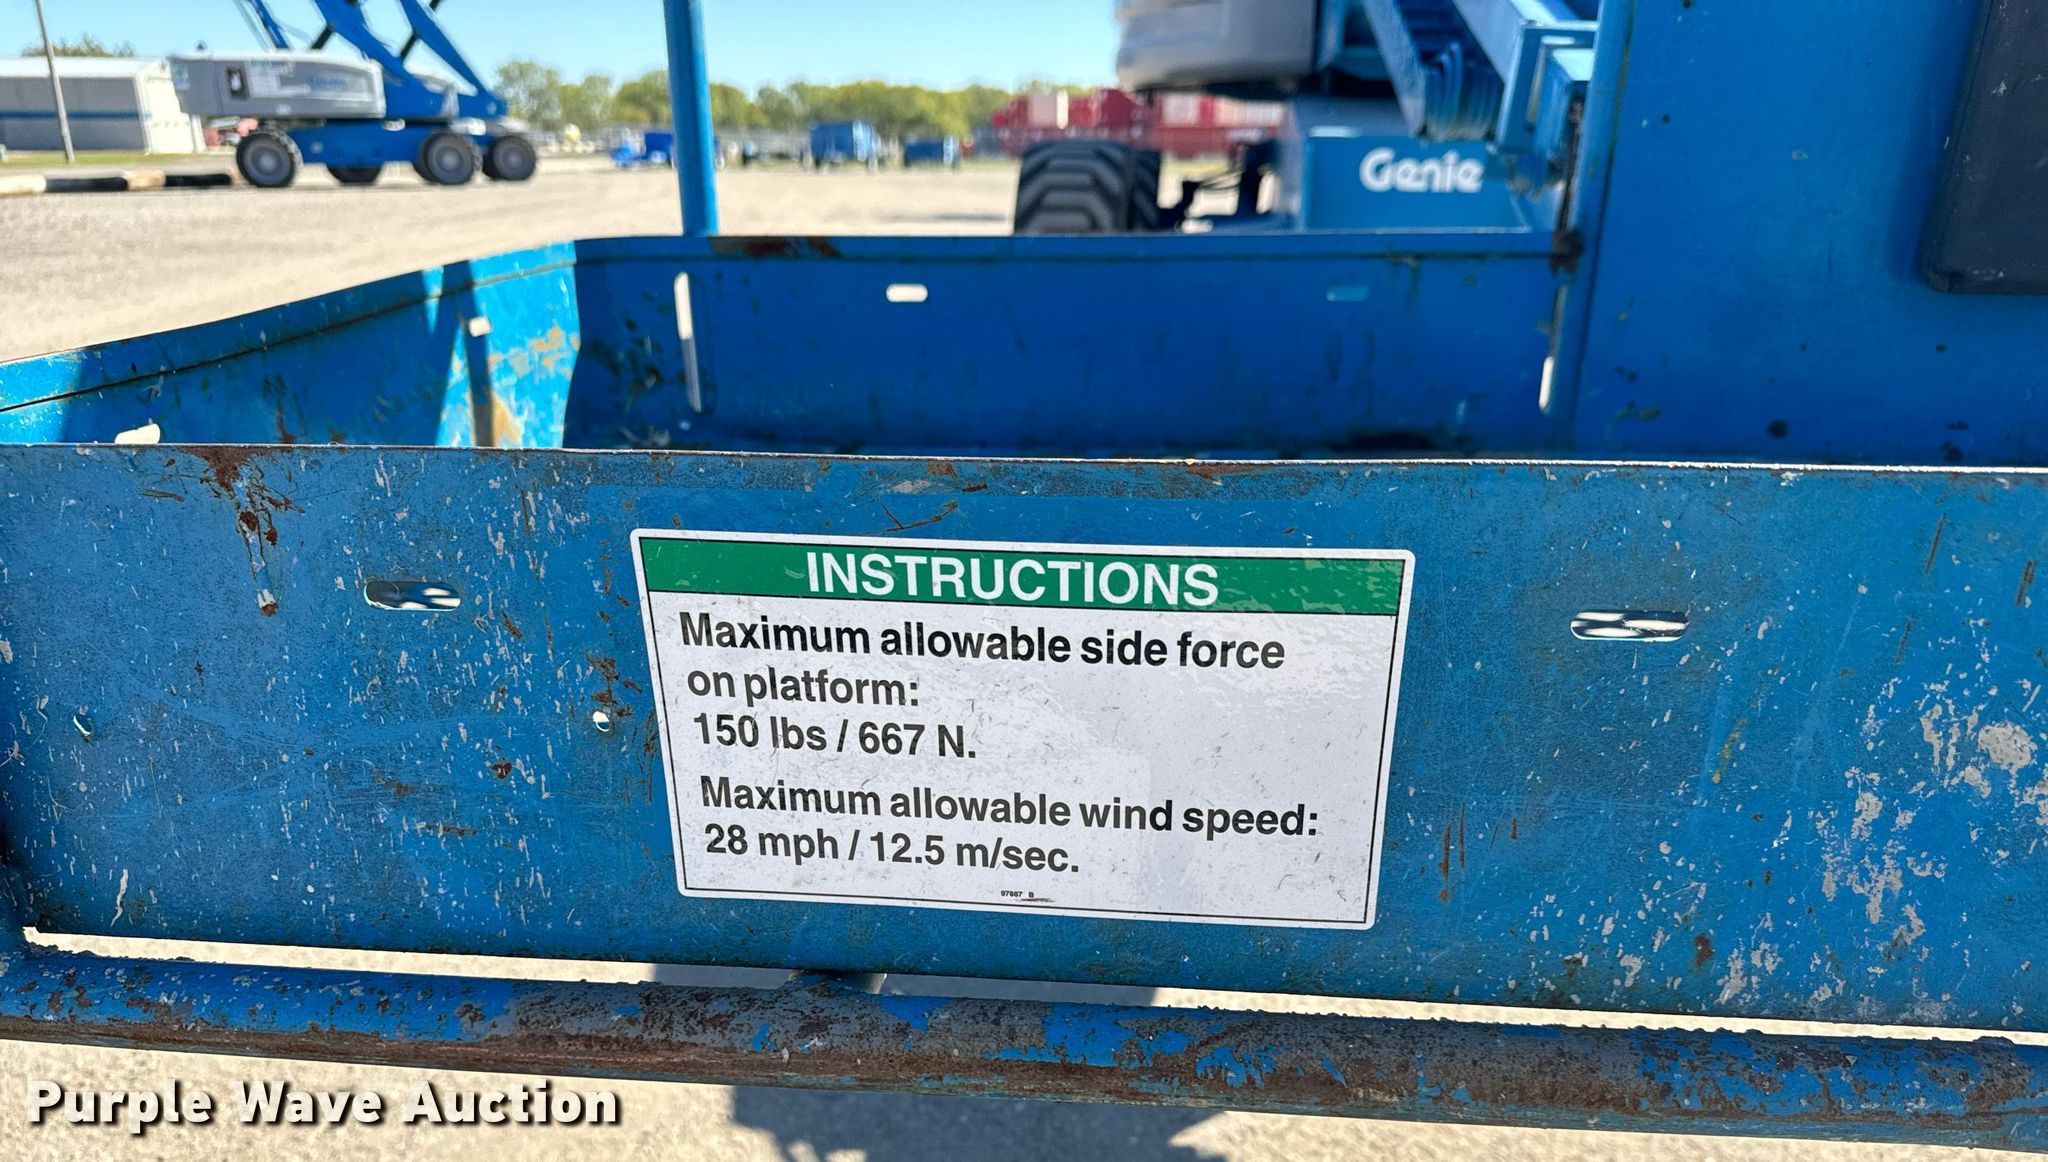 Genie
INSTRUCTIONS
Maximum allowable side force
on platform:
150 lbs / 667 N.
Maximum allowable wind speed:
28 mph / 12.5 m/sec.
97887 B
Purple Wave Auction